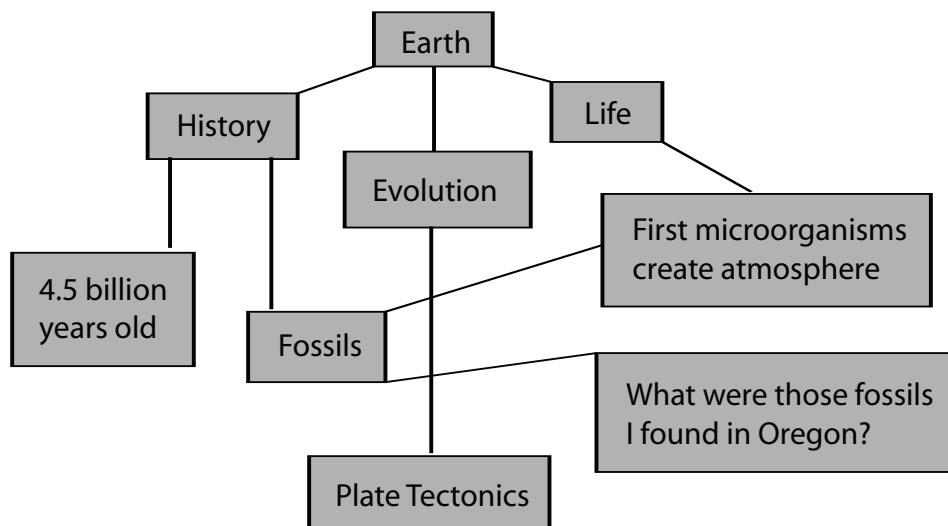 Earth
History
Life
Evolution
First microorganisms
create atmosphere
4.5 billion
years old
Fossils
What were those fossils
I found in Oregon?
Plate Tectonics